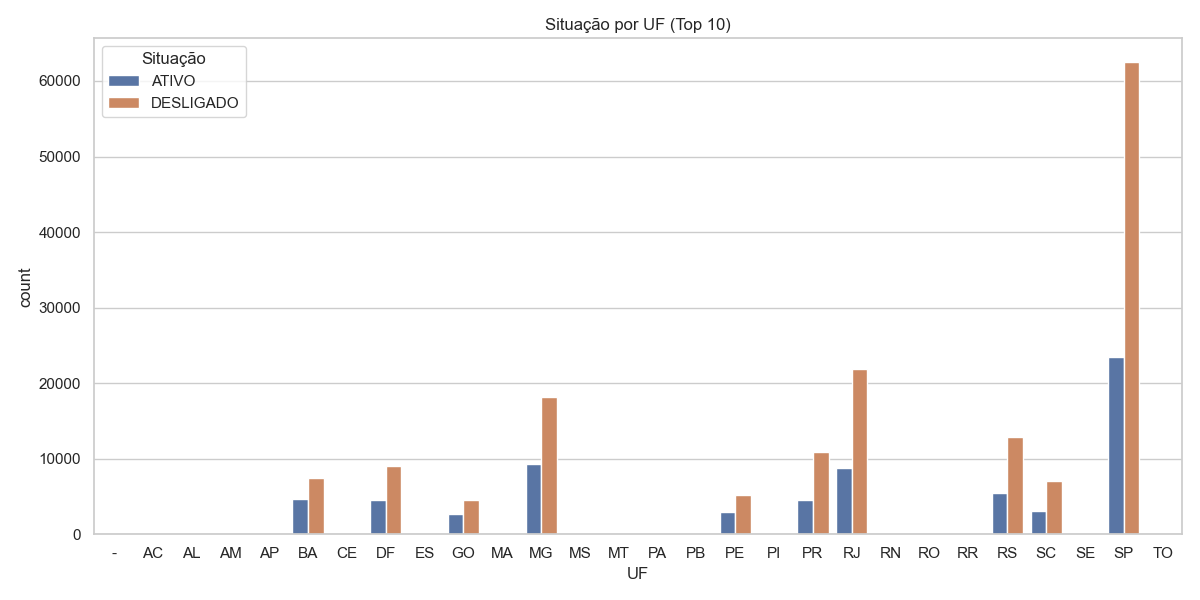 Situação por UF (Top 10)
Situação
ATIVO
DESLIGADO
60000
50000
40000
30000
20000
10000
0
count
- AC AL AM AP BA CE DF ES GO MA MG MS MT PA PB PE PI PR RJ RN RO RR RS SC SE SP TO
UF